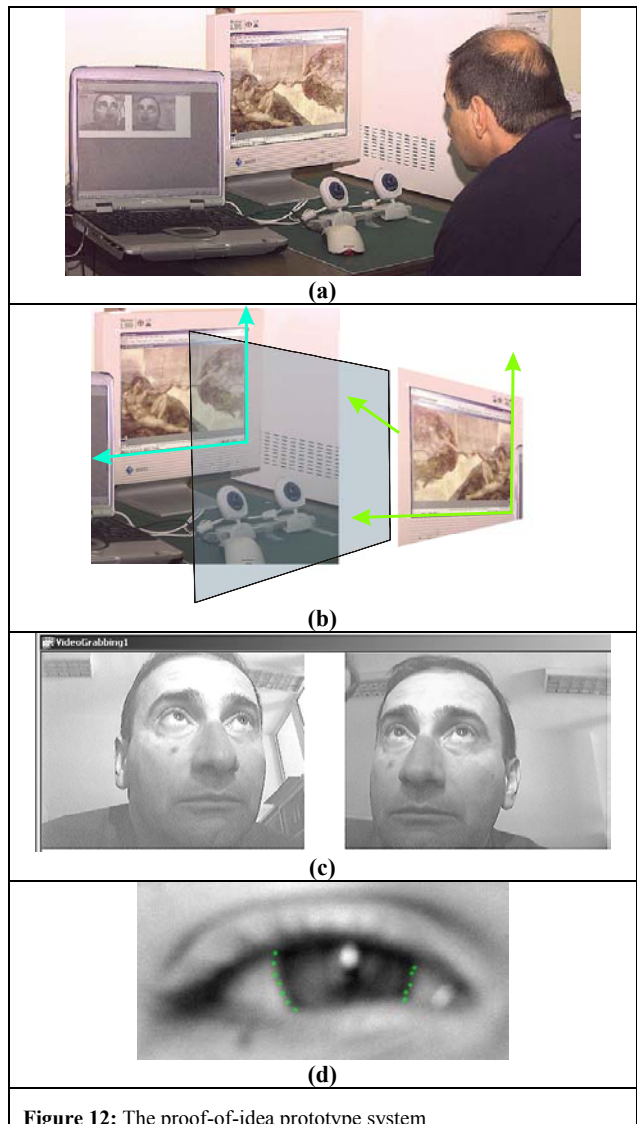 (a)
(b)
VideoGrabbing1
(c)
(d)
Figure 12: The proof-of-idea prototype system